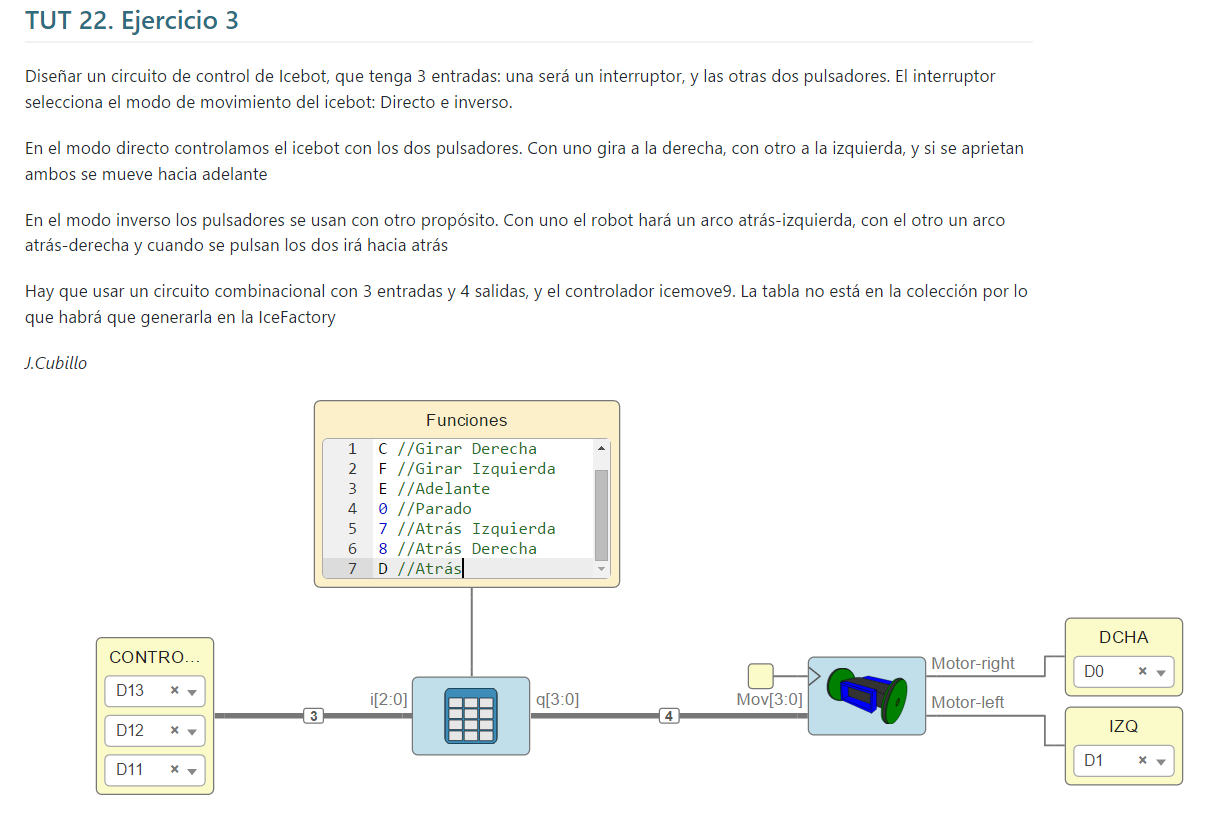 TUT 22. Ejercicio 3
Diseñar un circuito de control de Icebot, que tenga 3 entradas: una será un interruptor, y las otras dos pulsadores. El interruptor
selecciona el modo de movimiento del icebot: Directo e inverso.
En el modo directo controlamos el icebot con los dos pulsadores. Con uno gira a la derecha, con otro a la izquierda, y si se aprietan
ambos se mueve hacia adelante
En el modo inverso los pulsadores se usan con otro propósito. Con uno el robot hará un arco atrás-izquierda, con el otro un arco
atrás-derecha y cuando se pulsan los dos irá hacia atrás
Hay que usar un circuito combinacional con 3 entradas y 4 salidas, y el controlador icemove9. La tabla no está en la colección por lo
que habrá que generarla en la IceFactory
J.Cubillo
Funciones
1 C //Girar Derecha
2 F //Girar Izquierda
3 E //Adelante
4 0 //Parado
5 7 //Atrás Izquierda
6 8 //Atrás Derecha
7 D //Atrás
CONTRO...
D13
D12
D11
3
i[2:0]
q[3:0]
4
Mov[3:0]
Motor-right
Motor-left
DCHA
D0
IZQ
D1